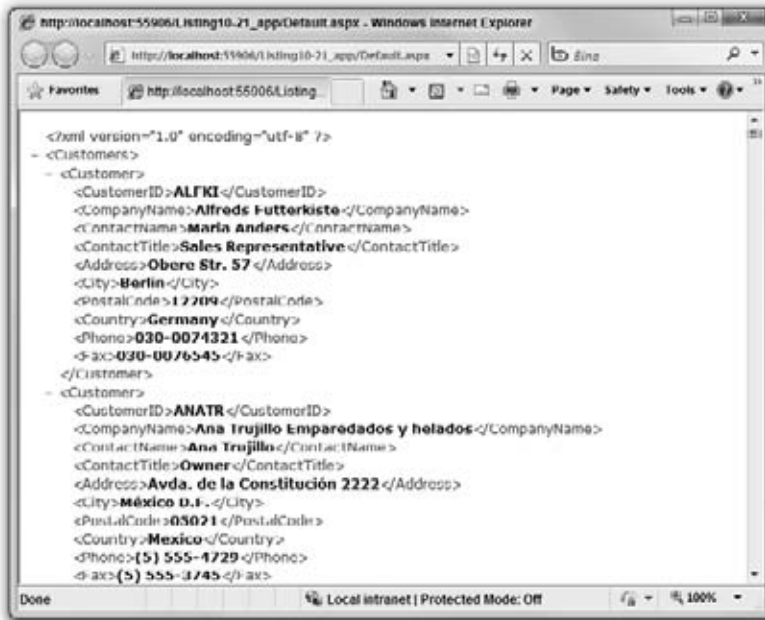 http://localhost:55906/Listing10-21_app/Default.aspx - Windows Internet Explorer
http://localhost:55906/Listing10-21_app/Default.aspx Bing
Favorites http://localhost:55906/Listing... Page Safety Tools
<?xml version="1.0" encoding="utf-8" ?>
- <Customers>
- <Customer>
<CustomerID>ALFKI</CustomerID>
<CompanyName>Alfreds Futterkiste</CompanyName>
<ContactName>Maria Anders</ContactName>
<ContactTitle>Sales Representative</ContactTitle>
<Address>Obere Str. 57</Address>
<City>Berlin</City>
<PostalCode>12209</PostalCode>
<Country>Germany</Country>
<Phone>030-0074321</Phone>
<Fax>030-0076545</Fax>
</Customer>
- <Customer>
<CustomerID>ANATR</CustomerID>
<CompanyName>Ana Trujillo Emparedados y helados</CompanyName>
<ContactName>Ana Trujillo</ContactName>
<ContactTitle>Owner</ContactTitle>
<Address>Avda. de la Constitución 2222</Address>
<City>México D.F.</City>
<PostalCode>05021</PostalCode>
<Country>Mexico</Country>
<Phone>(5) 555-4729</Phone>
<Fax>(5) 555-3745</Fax>
Done Local intranet | Protected Mode: Off 100%